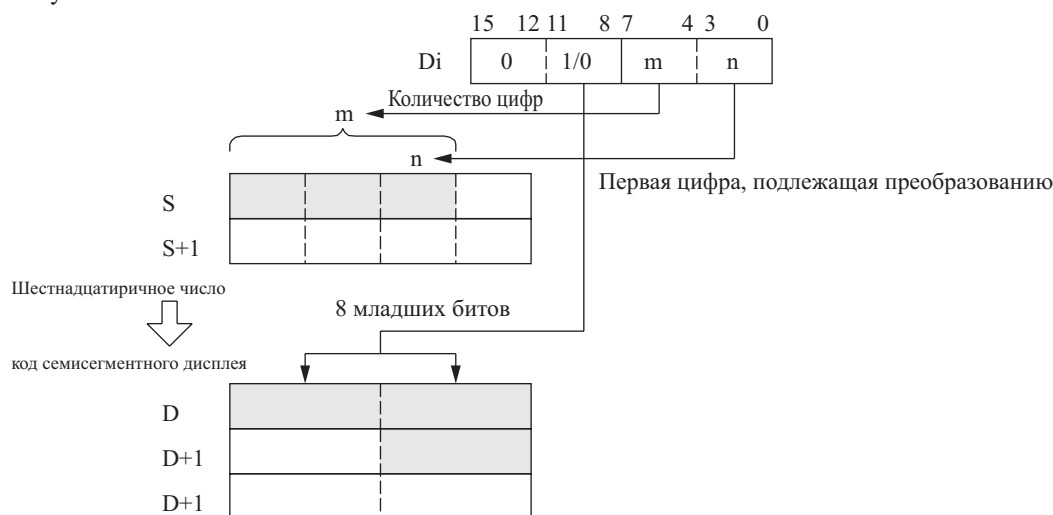 15 12 11 8 7 4 3 0
Di 0 1/0 m n
Количество цифр
m
n
Первая цифра, подлежащая преобразованию
S
S+1
Шестнадцатиричное число
8 младших битов
код семисегментного дисплея
D
D+1
D+1